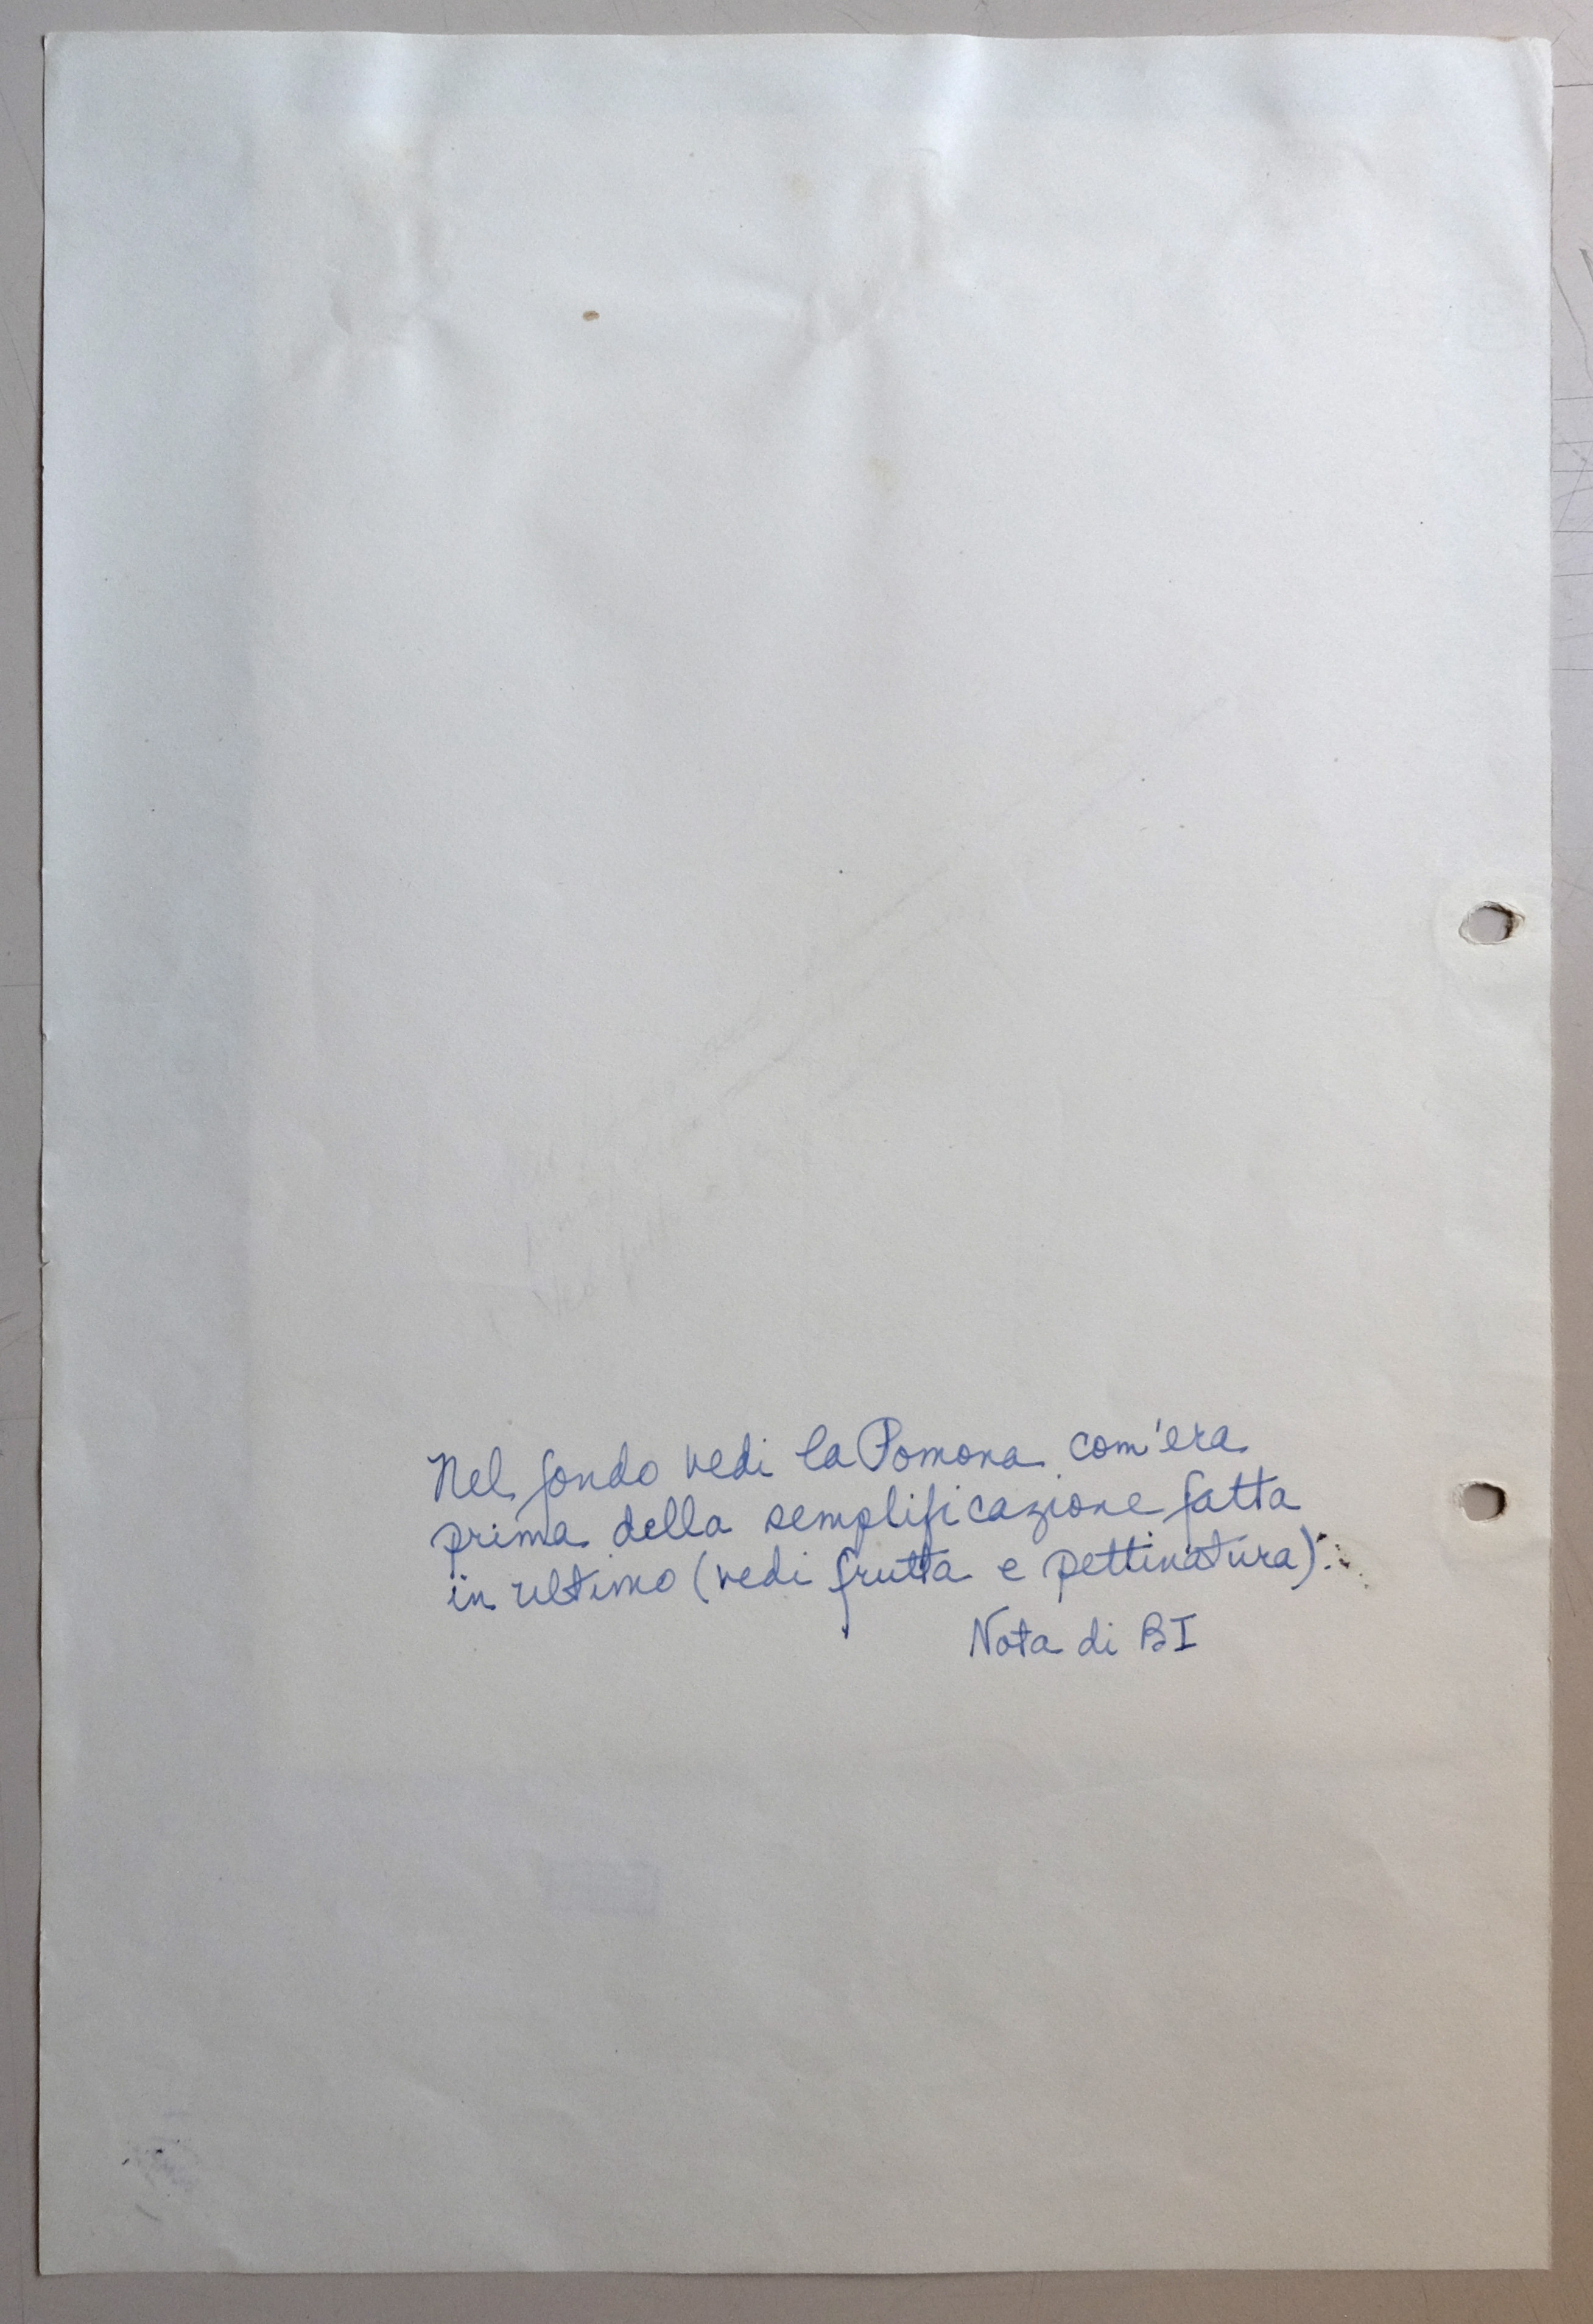 Nel fondo vedi la Pomona com'era
prima della semplificazione fatta
in ultimo (vedi frutta e pettinatura).
Nota di BI